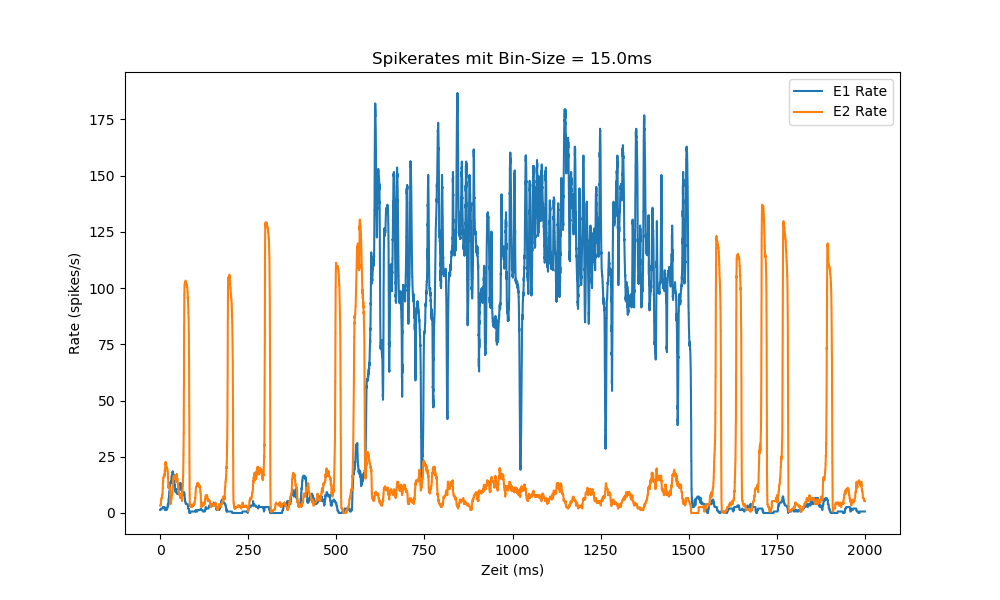 Spikerates mit Bin-Size = 15.0ms
E1 Rate
E2 Rate
Rate (spikes/s)
175
150
125
100
75
50
25
0
0 250 500 750 1000 1250 1500 1750 2000
Zeit (ms)